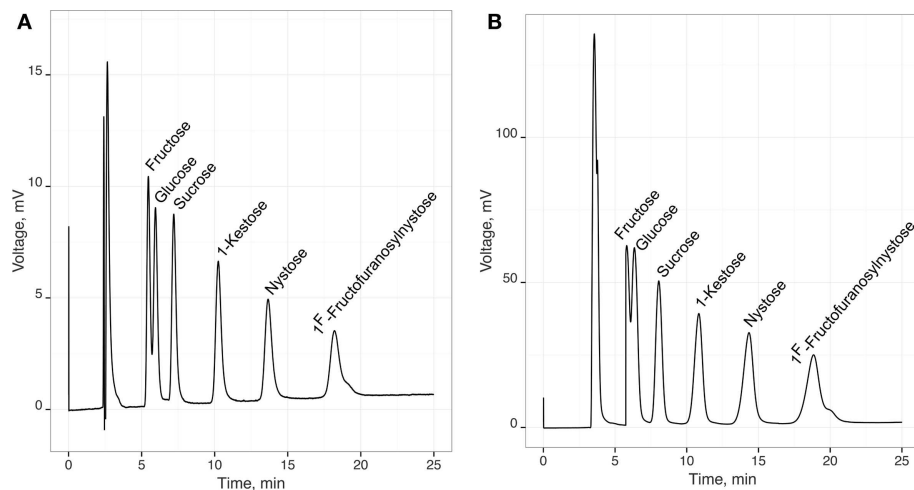 A
Voltage, mV
15
10
5
0
Fructose
Glucose
Sucrose
1-Kestose
Nystose
1F-Fructofuranosylnystose
0 5 10 15 20 25
Time, min
B
Voltage, mV
100
50
0
Fructose
Glucose
Sucrose
1-Kestose
Nystose
1F-Fructofuranosylnystose
0 5 10 15 20 25
Time, min